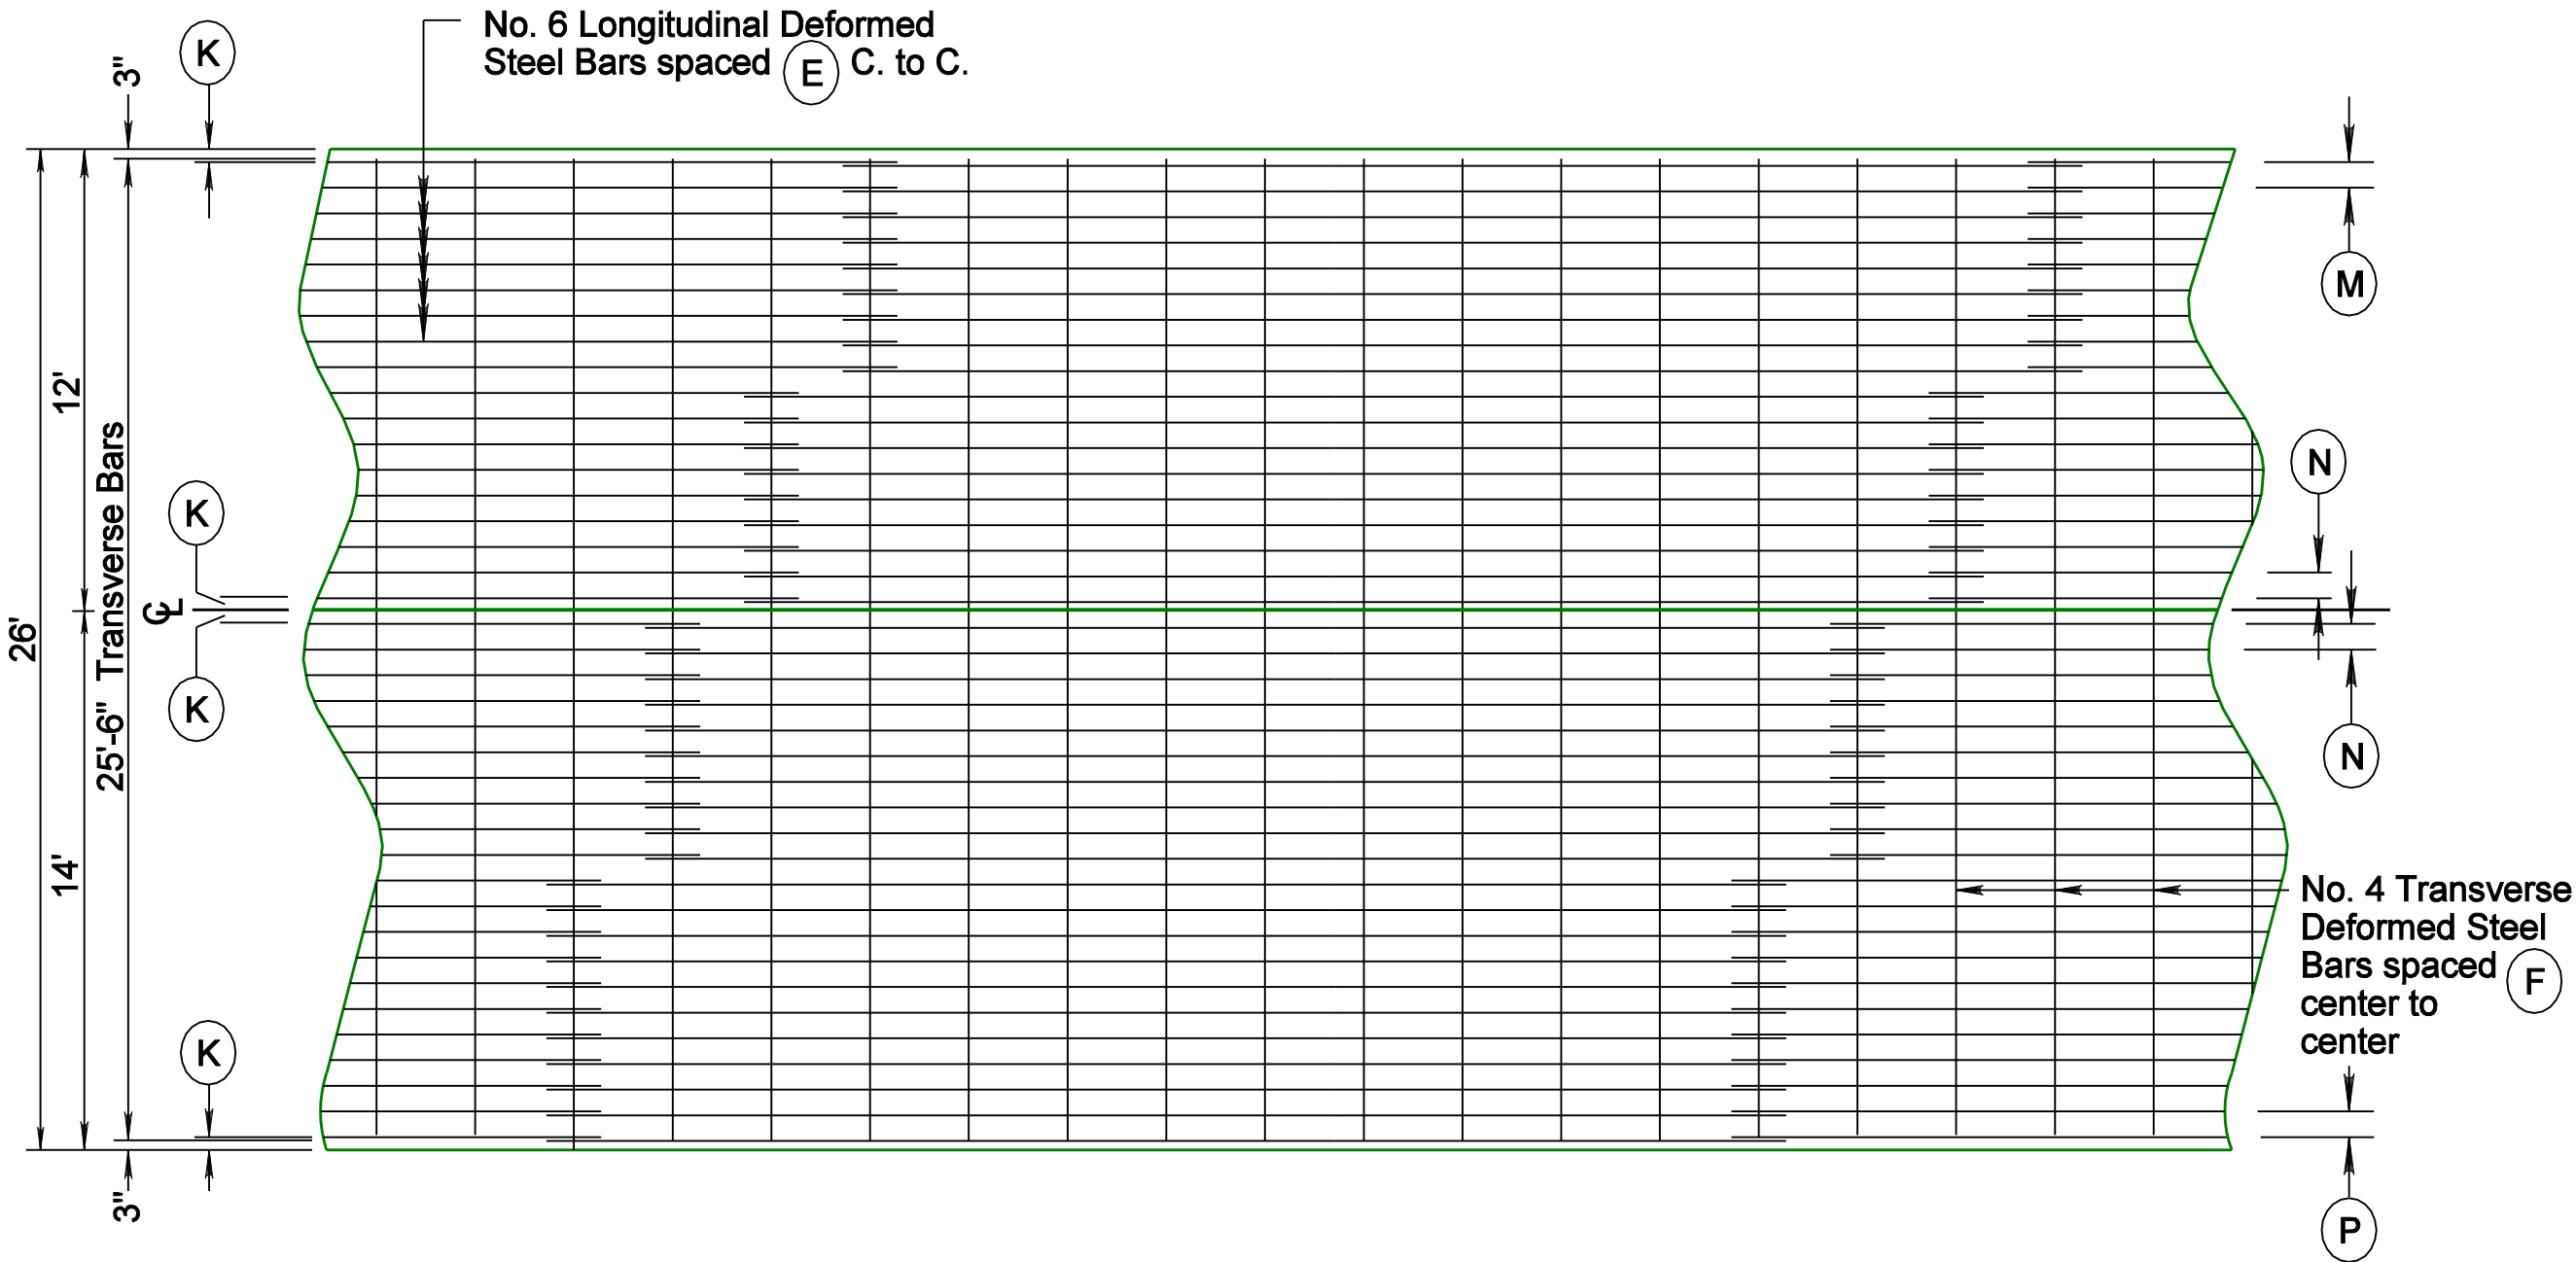 No. 6 Longitudinal Deformed
Steel Bars spaced E C. to C.
K
3"
M
12'
26'
25'-6" Transverse Bars
K
N
CL
K
N
14'
No. 4 Transverse
Deformed Steel
Bars spaced F
center to
center
K
3"
P